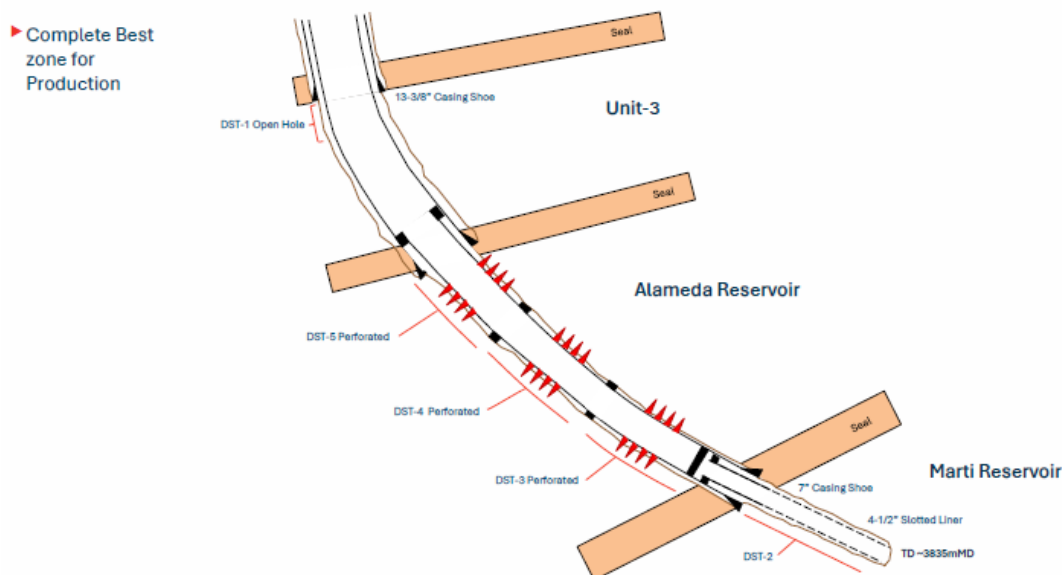 Complete Best
zone for
Production
Seal
13-3/8" Casing Shoe
Unit-3
DST-1 Open Hole
Seal
Alameda Reservoir
DST-5 Perforated
DST-4 Perforated
Seal
DST-3 Perforated
Marti Reservoir
7" Casing Shoe
4-1/2" Slotted Liner
DST-2
TD ~3835mMD